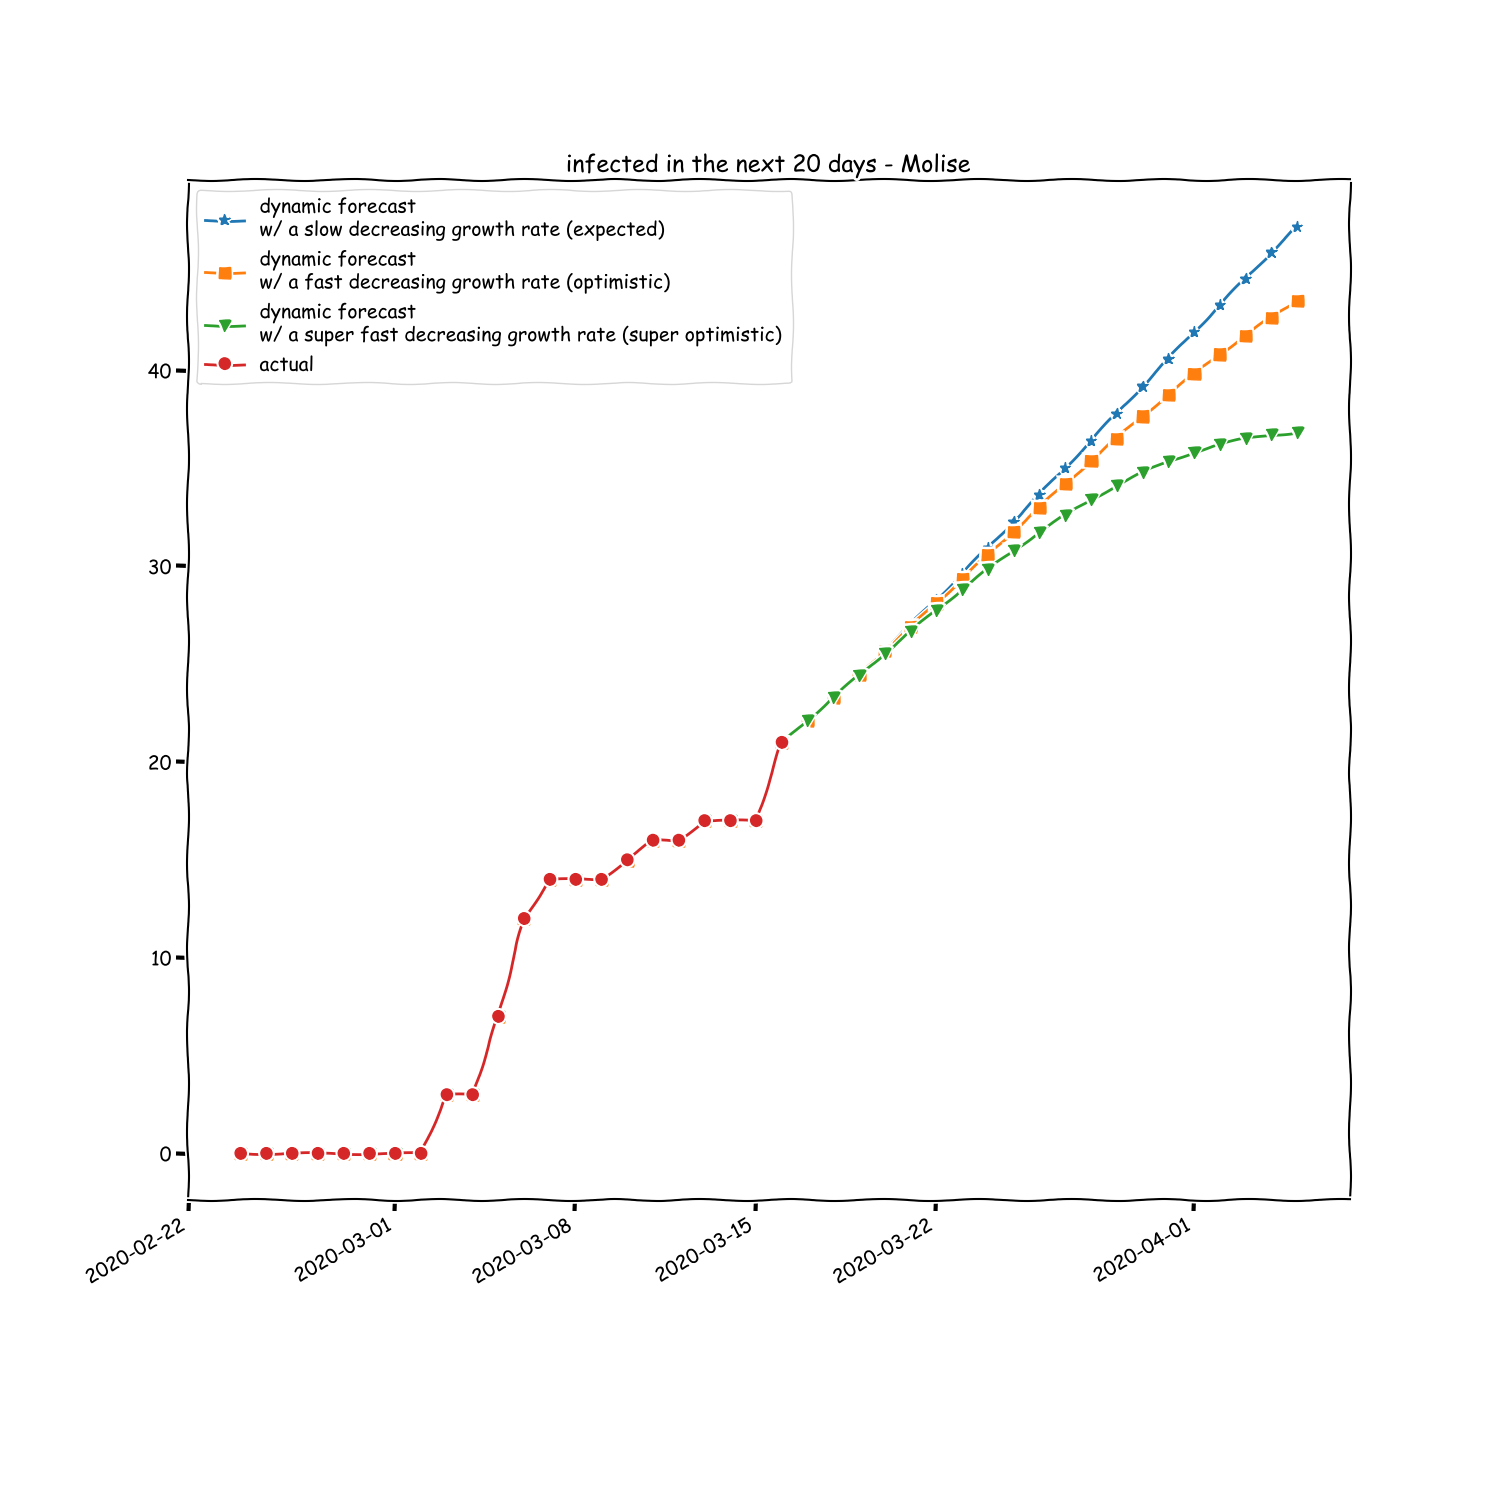 infected in the next 20 days - Molise
dynamic forecast
w/ a slow decreasing growth rate (expected)
dynamic forecast
w/ a fast decreasing growth rate (optimistic)
dynamic forecast
w/ a super fast decreasing growth rate (super optimistic)
actual
40
30
20
10
0
2020-02-22
2020-03-01
2020-03-08
2020-03-15
2020-03-22
2020-04-01